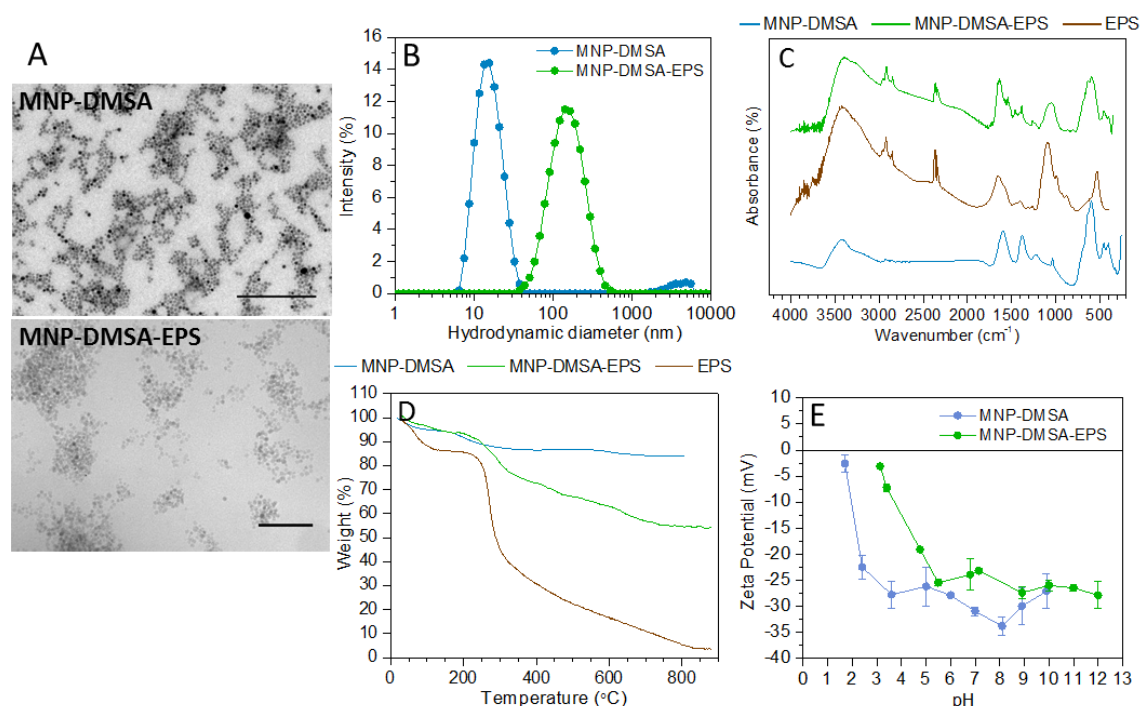 A
MNP-DMSA
MNP-DMSA-EPS
B
MNP-DMSA
MNP-DMSA-EPS
16
14
12
10
8
6
4
2
0
Intensity (%)
1 10 100 1000 10000
Hydrodynamic diameter (nm)
MNP-DMSA MNP-DMSA-EPS EPS
C
Absorbance (%)
4000 3500 3000 2500 2000 1500 1000 500
Wavenumber (cm⁻¹)
MNP-DMSA MNP-DMSA-EPS EPS
D
110
100
90
80
70
60
50
40
30
20
10
0
Weight (%)
0 200 400 600 800
Temperature (°C)
E
MNP-DMSA
MNP-DMSA-EPS
10
5
0
-5
-10
-15
-20
-25
-30
-35
-40
Zeta Potential (mV)
0 1 2 3 4 5 6 7 8 9 10 11 12 13
pH